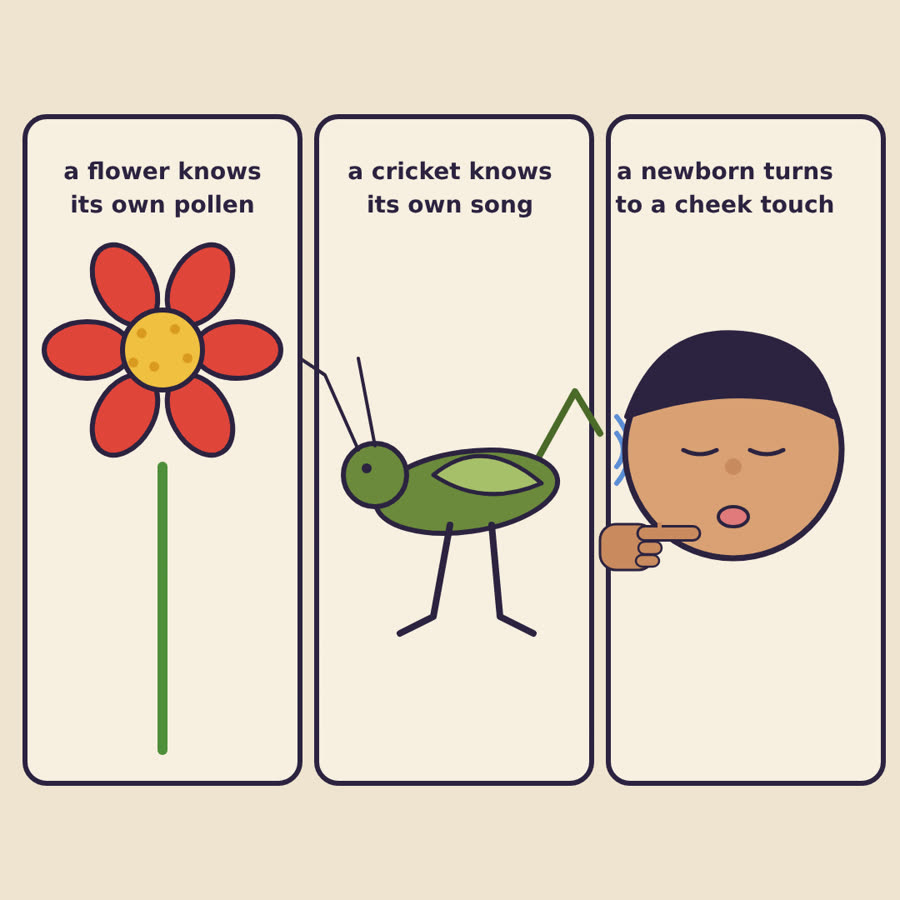 a flower knows
its own pollen
a cricket knows
its own song
a newborn turns
to a cheek touch